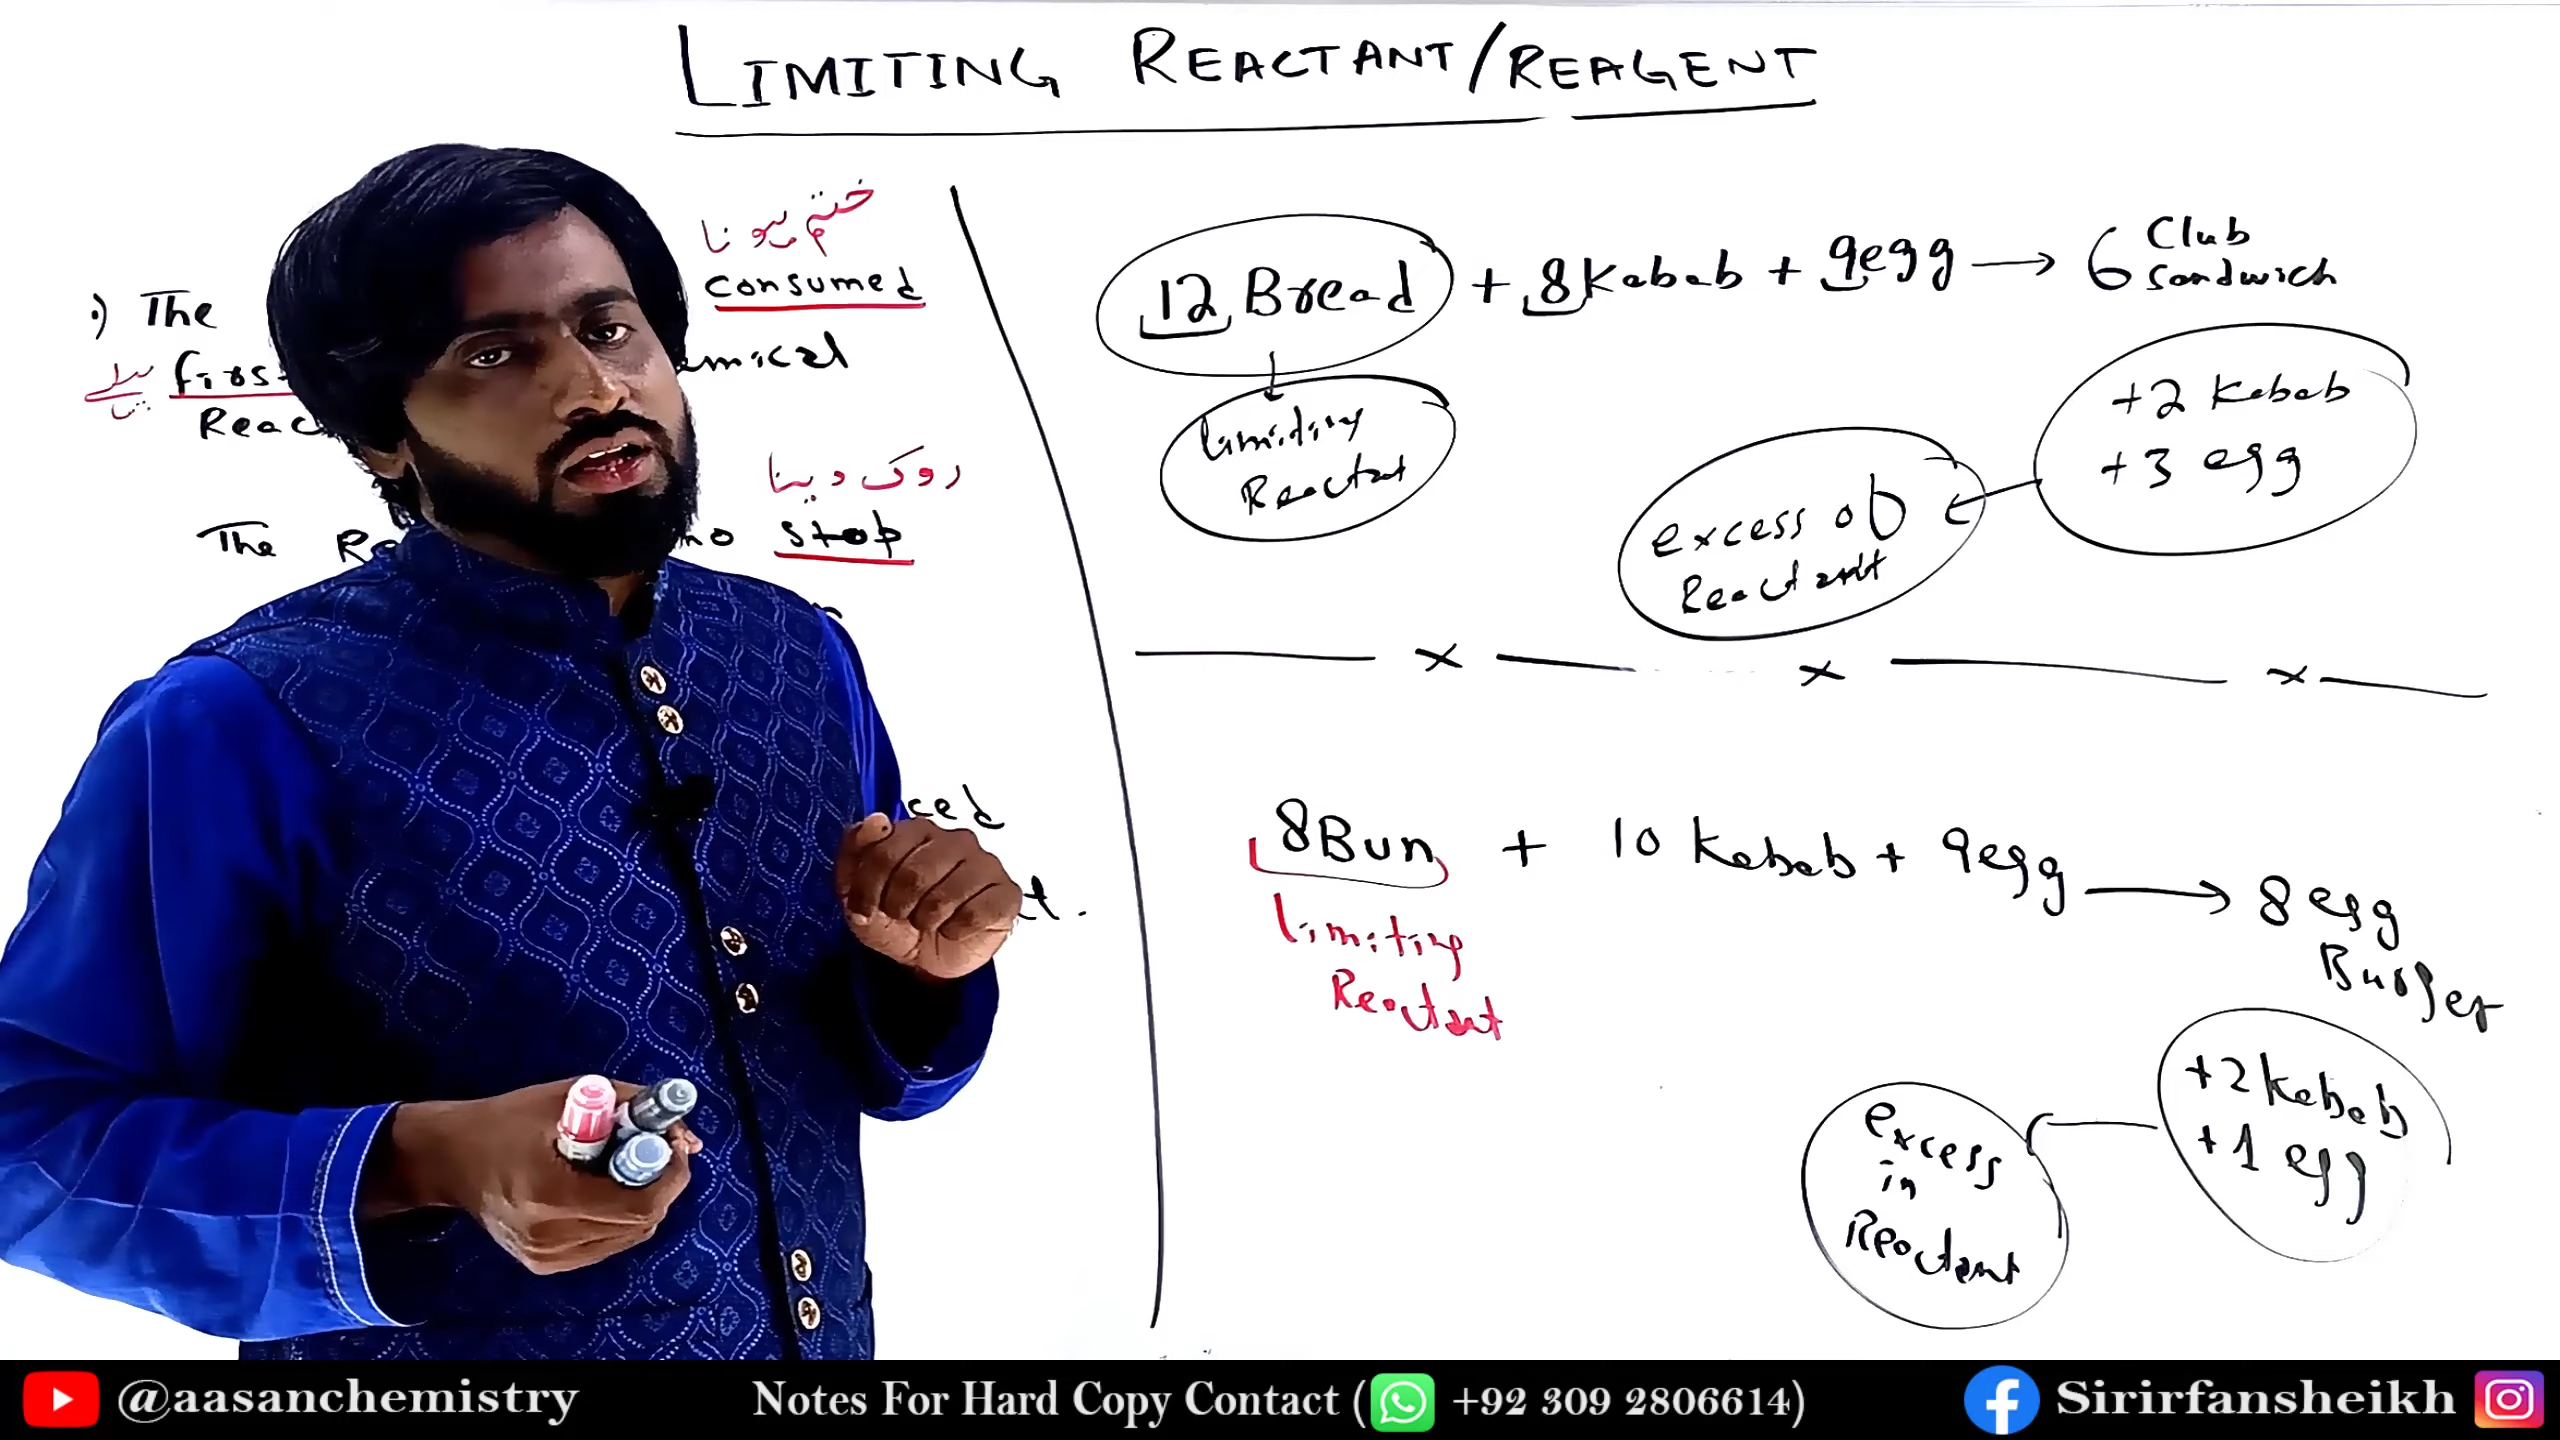 LIMITING REACTANT/REAGENT
ختم ہونا
•) The consumed
پہلے first
The stop
روک دینا
12 Bread + 8 Kebab + 9 egg → 6 Club Sandwich
limiting
Reactant
+2 Kebab
+3 egg
excess of
Reactant
x x x
8 Bun + 10 Kebab + 9 egg → 8 egg
Burger
limiting
Reactant
+2 Kebab
+1 egg
excess
in
Reactant
@aasanchemistry Notes For Hard Copy Contact ( +92 309 2806614) Sirirfansheikh